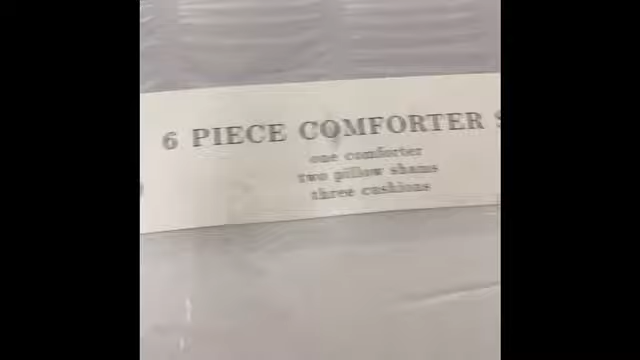 6 PIECE COMFORTER S
one comforter
two pillow shams
three cushions